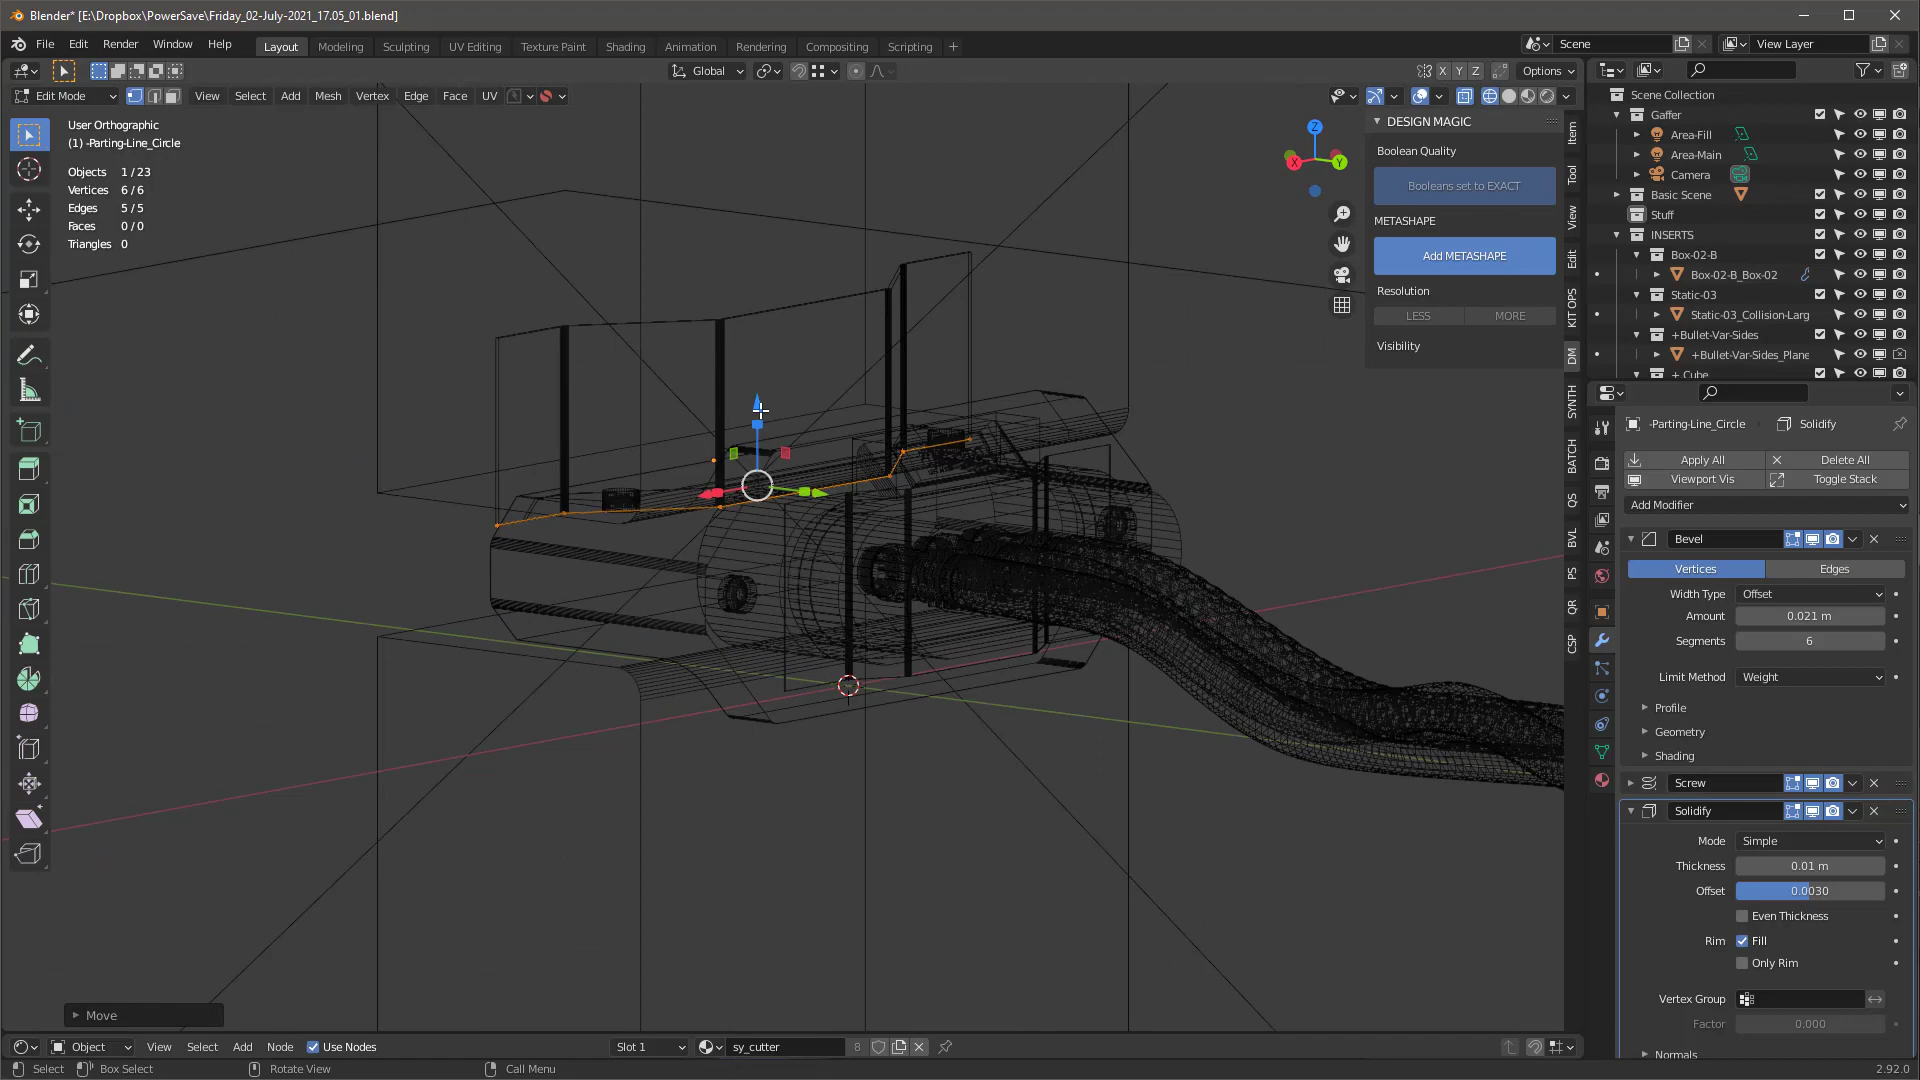 Blender* [E:\Dropbox\PowerSave\Friday_02-July-2021_17.05_01.blend]
File Edit Render Window Help
Layout Modeling Sculpting UV Editing Texture Paint Shading Animation Rendering Compositing Scripting +
Scene
View Layer
Global
X Y Z
Options
Edit Mode
View Select Add Mesh Vertex Edge Face UV
User Orthographic
(1) -Parting-Line_Circle
Objects 1 / 23
Vertices 6 / 6
Edges 5 / 5
Faces 0 / 0
Triangles 0
Z
X
Y
DESIGN MAGIC
Boolean Quality
Booleans set to EXACT
METASHAPE
Add METASHAPE
Resolution
LESS MORE
Visibility
Item
Tool
View
Edit
KIT OPS
DM
SYNTH
BATCH
QS
BVL
PS
QR
CSP
Scene Collection
Gaffer
Area-Fill
Area-Main
Camera
Basic Scene
Stuff
INSERTS
Box-02-B
Box-02-B_Box-02
Static-03
Static-03_Collision-Larg
+Bullet-Var-Sides
+Bullet-Var-Sides_Plane
+ Cube
-Parting-Line_Circle
Solidify
Apply All
Delete All
Viewport Vis
Toggle Stack
Add Modifier
Bevel
Vertices Edges
Width Type Offset
Amount 0.021 m
Segments 6
Limit Method Weight
Profile
Geometry
Shading
Screw
Solidify
Mode Simple
Thickness 0.01 m
Offset 0.0030
Even Thickness
Rim Fill
Only Rim
Vertex Group
Factor 0.000
Normals
Move
Object
View Select Add Node Use Nodes
Slot 1
sy_cutter
8
Select Box Select Rotate View Call Menu
2.92.0